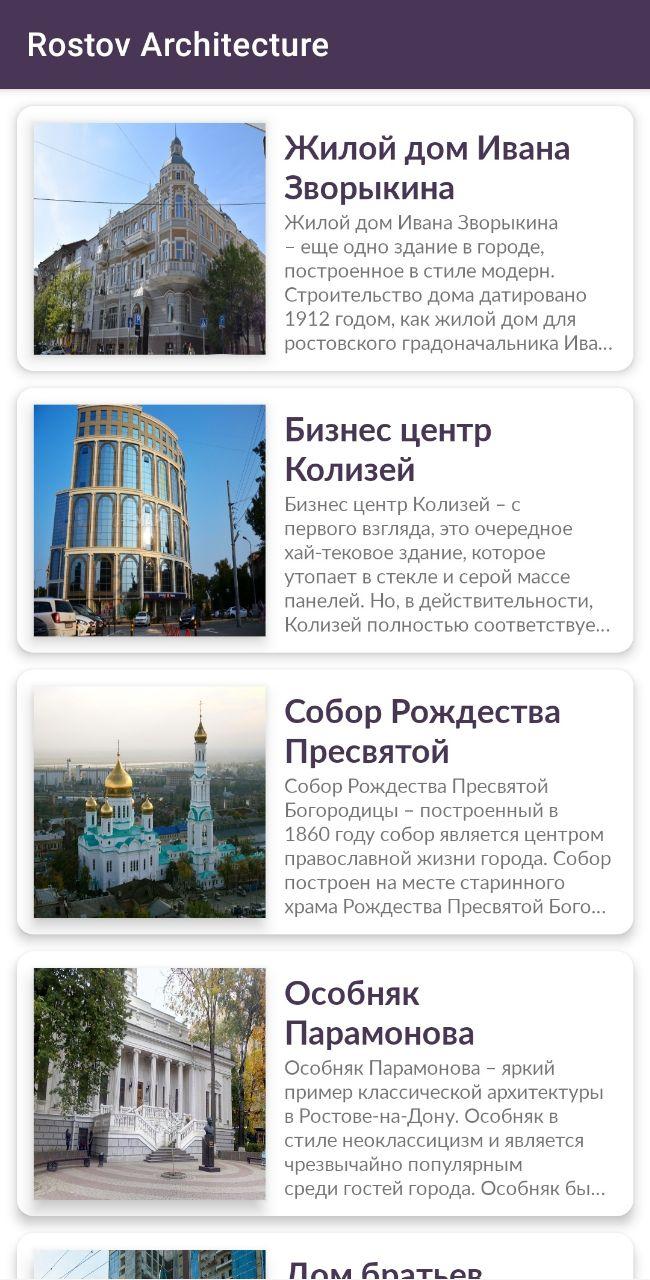 Rostov Architecture
Жилой дом Ивана
Зворыкина
Жилой дом Ивана Зворыкина
– еще одно здание в городе,
построенное в стиле модерн.
Строительство дома датировано
1912 годом, как жилой дом для
ростовского градоначальника Ива...
Бизнес центр
Колизей
Бизнес центр Колизей – с
первого взгляда, это очередное
хай-тековое здание, которое
утопает в стекле и серой массе
панелей. Но, в действительности,
Колизей полностью соответствуе...
Собор Рождества
Пресвятой
Собор Рождества Пресвятой
Богородицы – построенный в
1860 году собор является центром
православной жизни города. Собор
построен на месте старинного
храма Рождества Пресвятой Бого...
Особняк
Парамонова
Особняк Парамонова – яркий
пример классической архитектуры
в Ростове-на-Дону. Особняк в
стиле неоклассицизм и является
чрезвычайно популярным
среди гостей города. Особняк бы...
Дом братьев